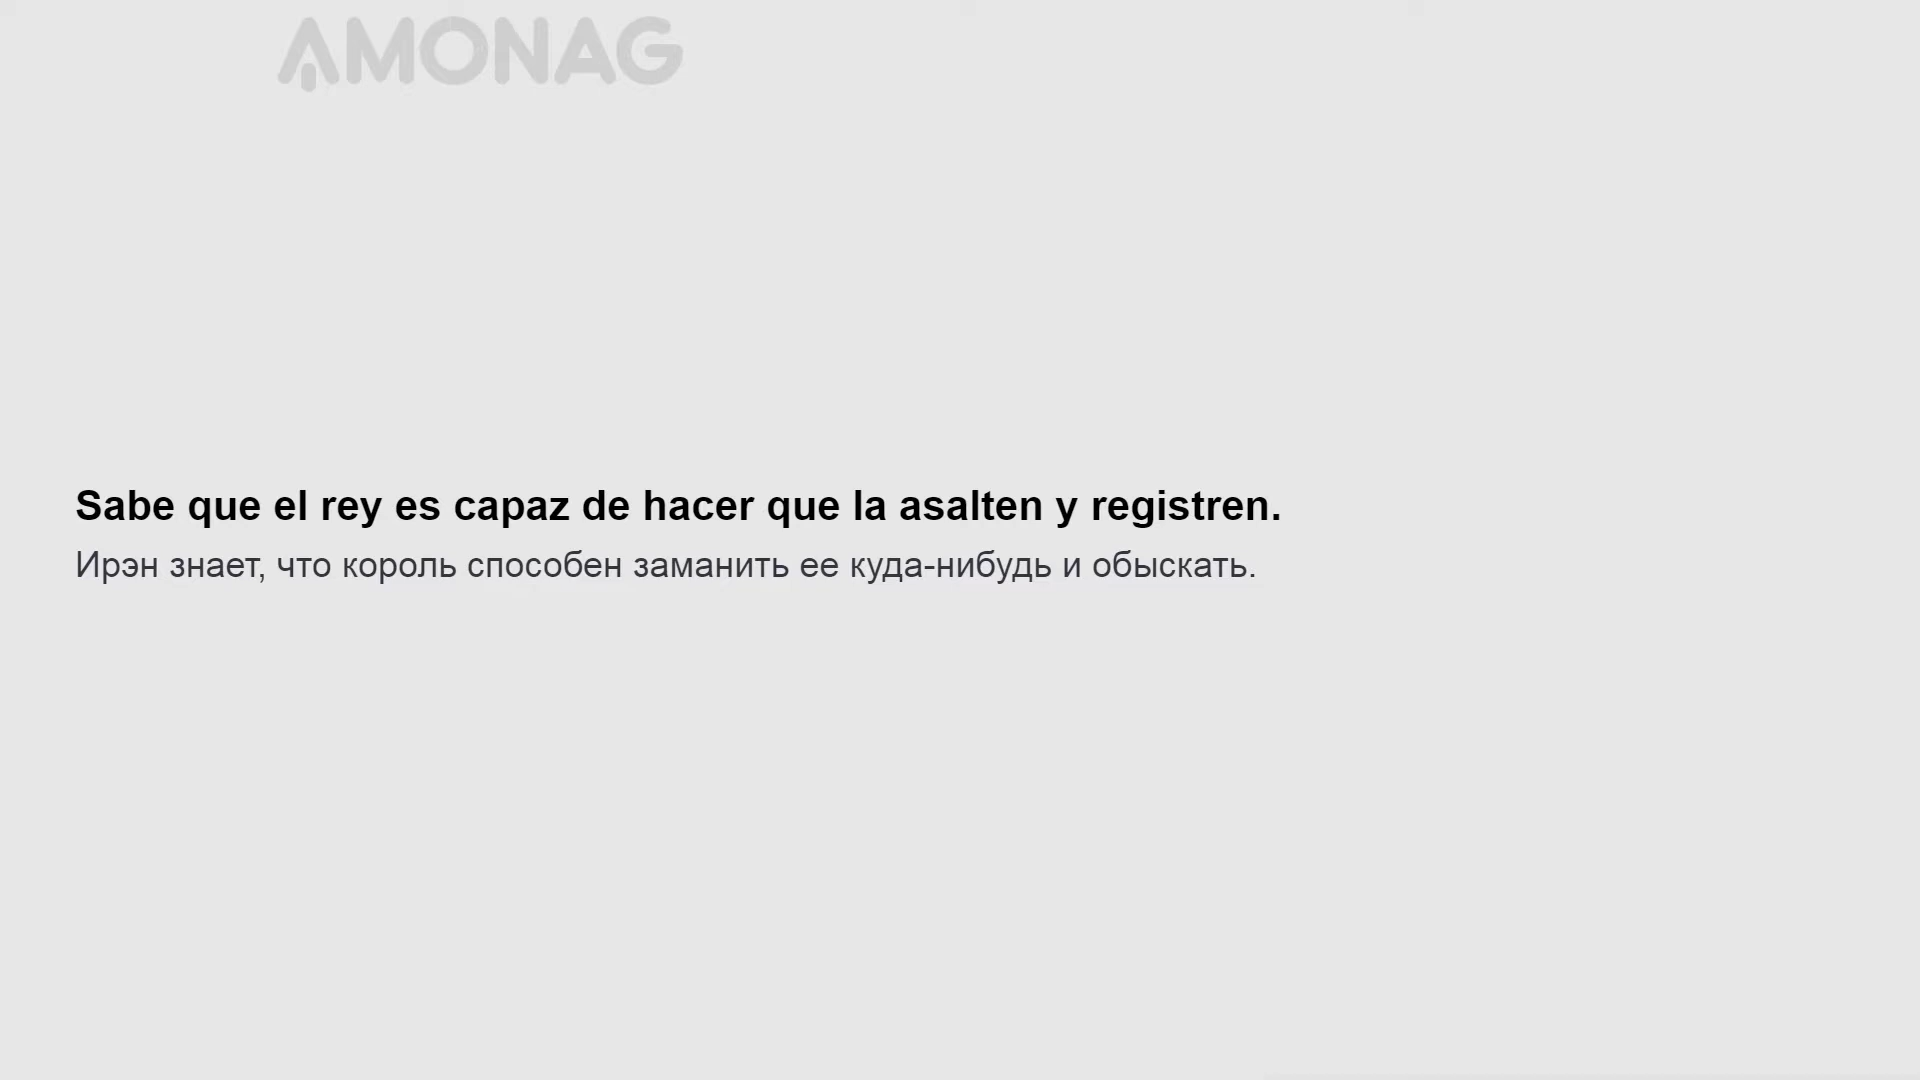 AMONAG
Sabe que el rey es capaz de hacer que la asalten y registren.
Ирэн знает, что король способен заманить ее куда-нибудь и обыскать.